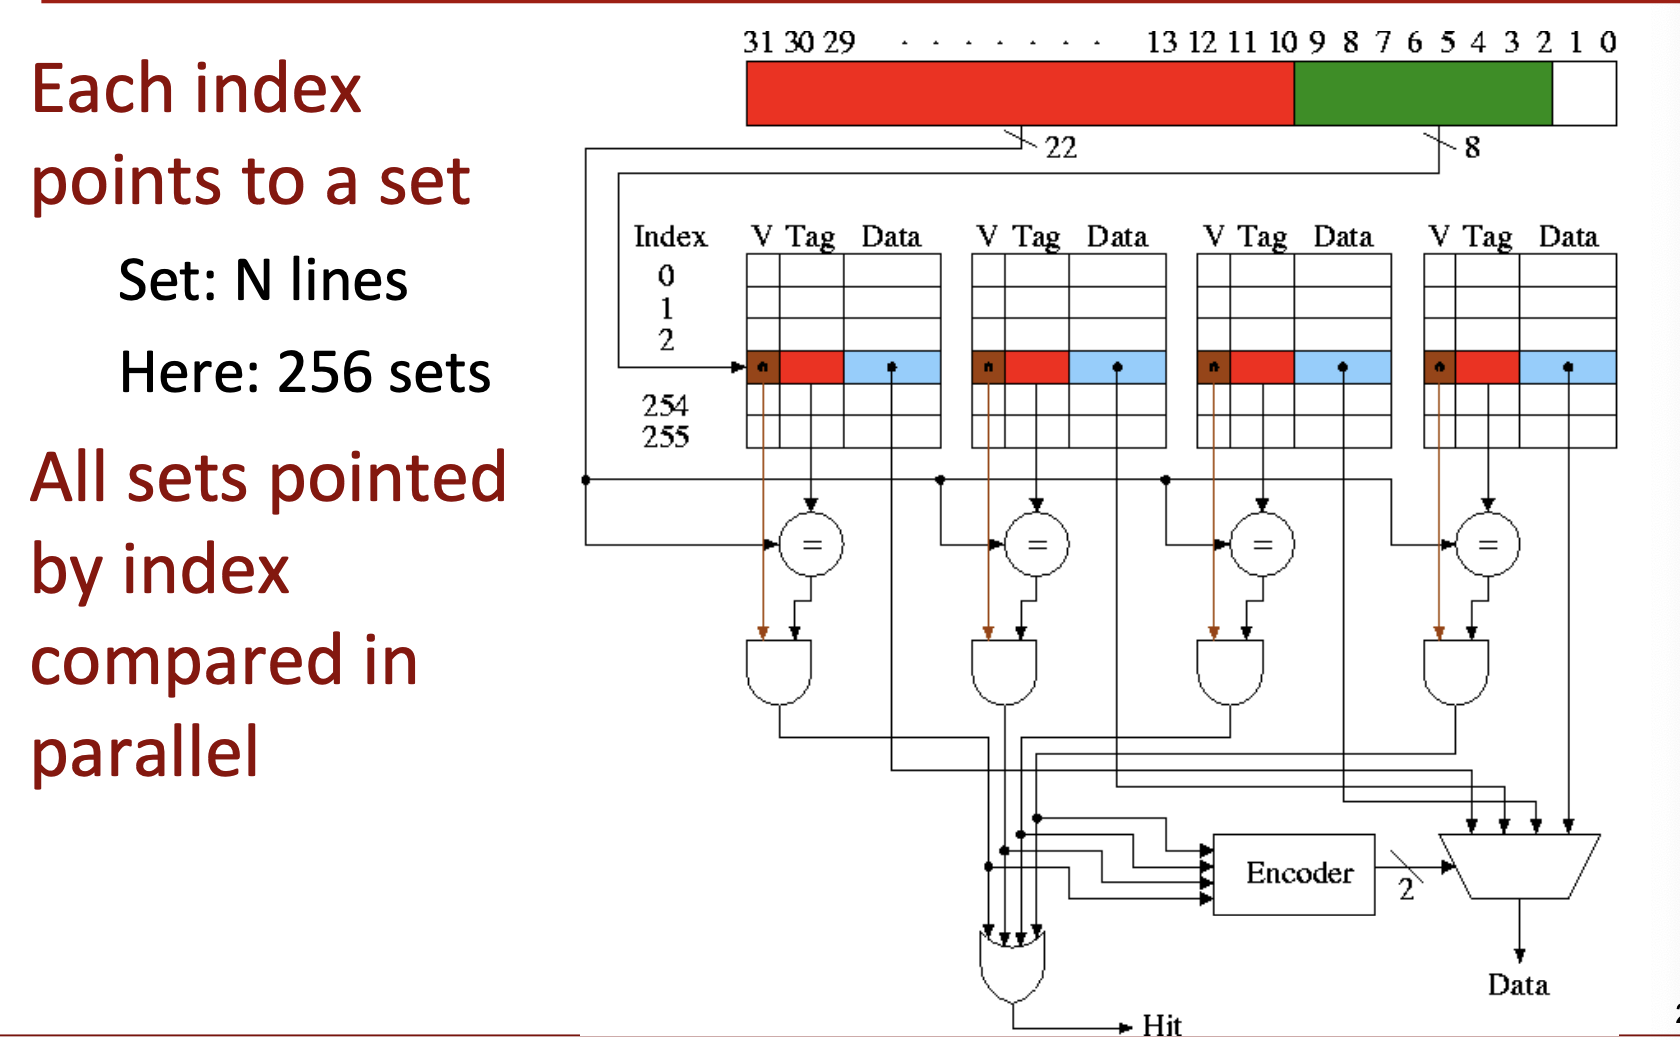 Each index
points to a set
Set: N lines
Here: 256 sets
All sets pointed
by index
compared in
parallel
31 30 29 . . . . . . . 13 12 11 10 9 8 7 6 5 4 3 2 1 0
22 8
Index V Tag Data V Tag Data V Tag Data V Tag Data
0
1
2
254
255
= = = =
Encoder
2
Data
Hit